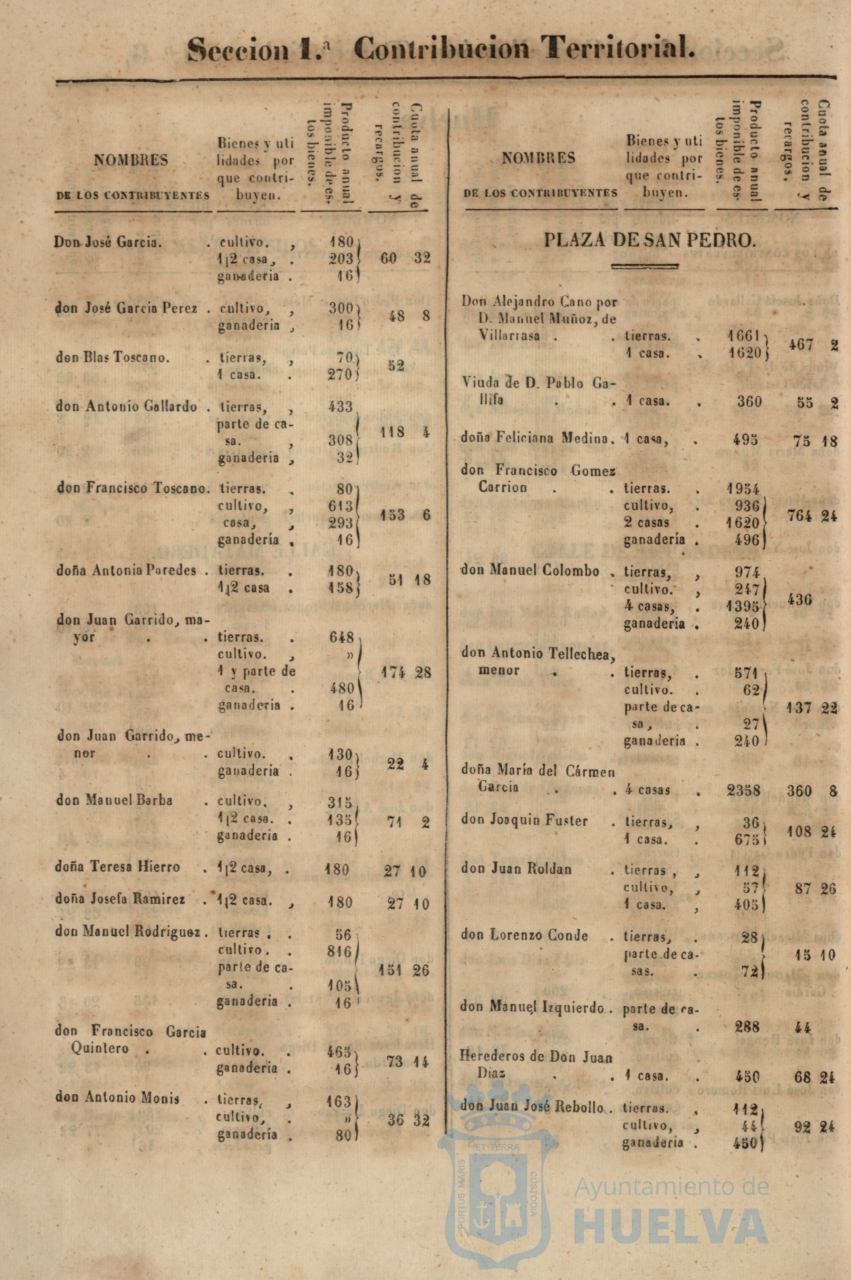 Seccion 1.ª Contribucion Territorial.
NOMBRES
DE LOS CONTRIBUYENTES
Bienes y uti
lidades por
que contri-
buyen.
Producto anual
imponible de es-
tos bienes.
Cuota anual de
contribucion y
recargos.
Don José Garcia. . cultivo. , 180
1¡2 casa, . 203 60 32
ganaderia . 16
don José Garcia Perez . cultivo, , 300 48 8
ganaderia , 16
don Blas Toscano. . tierras, , 70 52
1 casa. . 270
don Antonio Gallardo . tierras, , 433
parte de ca-
sa. , 308 118 4
ganaderia , 32
don Francisco Toscano. tierras. . 80
cultivo, , 613 153 6
casa, , 293
ganadería . 16
doña Antonia Paredes . tierras. . 180 51 18
1¡2 casa . 158
don Juan Garrido, ma-
yor . . tierras. . 648
cultivo. , »
1 y parte de 174 28
casa. . 480
ganaderia . 16
don Juan Garrido, me-
nor . . cultivo. . 130 22 4
ganaderia . 16
don Manuel Barba . cultivo. , 315
1¡2 casa. . 135 71 2
ganaderia . 16
doña Teresa Hierro . 1¡2 casa, . 180 27 10
doña Josefa Ramirez . 1¡2 casa. , 180 27 10
don Manuel Rodriguez . tierras . . 56
cultivo . . 816
parte de ca- 151 26
sa. . 105
ganaderia . 16
don Francisco Garcia
Quintero . . cultivo. . 465 73 14
ganaderia . 16
don Antonio Monis . tierras, , 163
cultivo, . » 36 32
ganadería . 80
NOMBRES
DE LOS CONTRIBUYENTES
Bienes y uti
lidades por
que contri-
buyen.
Producto anual
imponible de es-
tos bienes.
Cuota anual de
contribucion y
recargos.
PLAZA DE SAN PEDRO.
Don Alejandro Cano por
D. Manuel Muñoz, de
Villarrasa . . tierras. . 1661 467 2
1 casa. . 1620
Viuda de D. Pablo Ga-
llifa . . 1 casa. . 360 55 2
doña Feliciana Medina. 1 casa, . 495 75 18
don Francisco Gomez
Carrion . . tierras. . 1954
cultivo, . 936 764 24
2 casas . 1620
ganadería . 496
don Manuel Colombo . tierras, , 974
cultivo. , 247 436
4 casas, . 1395
ganaderia . 240
don Antonio Tellechea,
menor . . tierras, . 571
cultivo. . 62
parte de ca- 137 22
sa, . 27
ganaderia . 240
doña María del Cármen
Garcia . . 4 casas . 2358 360 8
don Joaquin Fuster . tierras, , 36 108 24
1 casa. . 675
don Juan Roldan . tierras , , 112
cultivo, , 57 87 26
1 casa. , 405
don Lorenzo Conde . tierras, . 28
parte de ca- 15 10
sas. . 72
don Manuel Izquierdo . parte de ca-
sa. . 288 44
Herederos de Don Juan
Diaz . . 1 casa. . 450 68 24
don Juan José Rebollo . tierras. . 112
cultivo, , 44 92 24
ganaderia . 450
PORTUS MARIS
ET TERRÆ
CUSTODIA
Ayuntamiento de
HUELVA